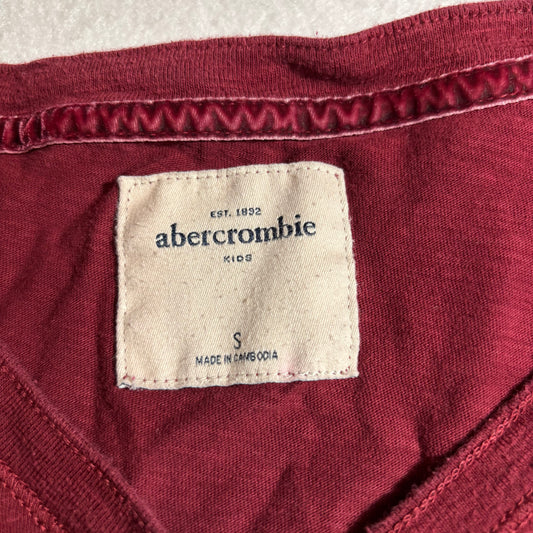 EST. 1892
abercrombie
KIDS
S
MADE IN CAMBODIA